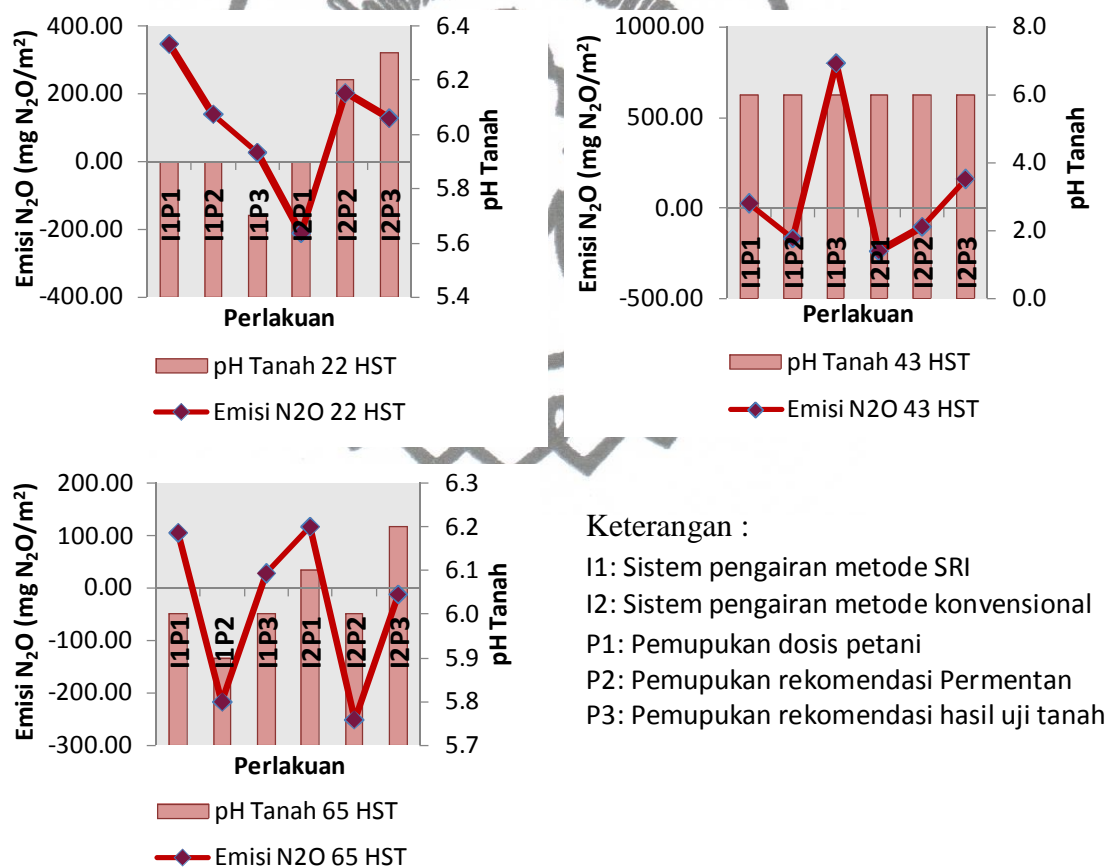 Emisi N₂O (mg N₂O/m²)
400.00
200.00
0.00
-200.00
-400.00
I1P1
I1P2
I1P3
I2P1
I2P2
I2P3
6.4
6.2
6.0
5.8
5.6
5.4
pH Tanah
Perlakuan
pH Tanah 22 HST
Emisi N2O 22 HST
Emisi N₂O (mg N₂O/m²)
1000.00
500.00
0.00
-500.00
I1P1
I1P2
I1P3
I2P1
I2P2
I2P3
8.0
6.0
4.0
2.0
0.0
pH Tanah
Perlakuan
pH Tanah 43 HST
Emisi N2O 43 HST
Emisi N₂O (mg N₂O/m²)
200.00
100.00
0.00
-100.00
-200.00
-300.00
I1P1
I1P2
I1P3
I2P1
I2P2
I2P3
6.3
6.2
6.1
6.0
5.9
5.8
5.7
pH Tanah
Perlakuan
pH Tanah 65 HST
Emisi N2O 65 HST
Keterangan :
I1: Sistem pengairan metode SRI
I2: Sistem pengairan metode konvensional
P1: Pemupukan dosis petani
P2: Pemupukan rekomendasi Permentan
P3: Pemupukan rekomendasi hasil uji tanah